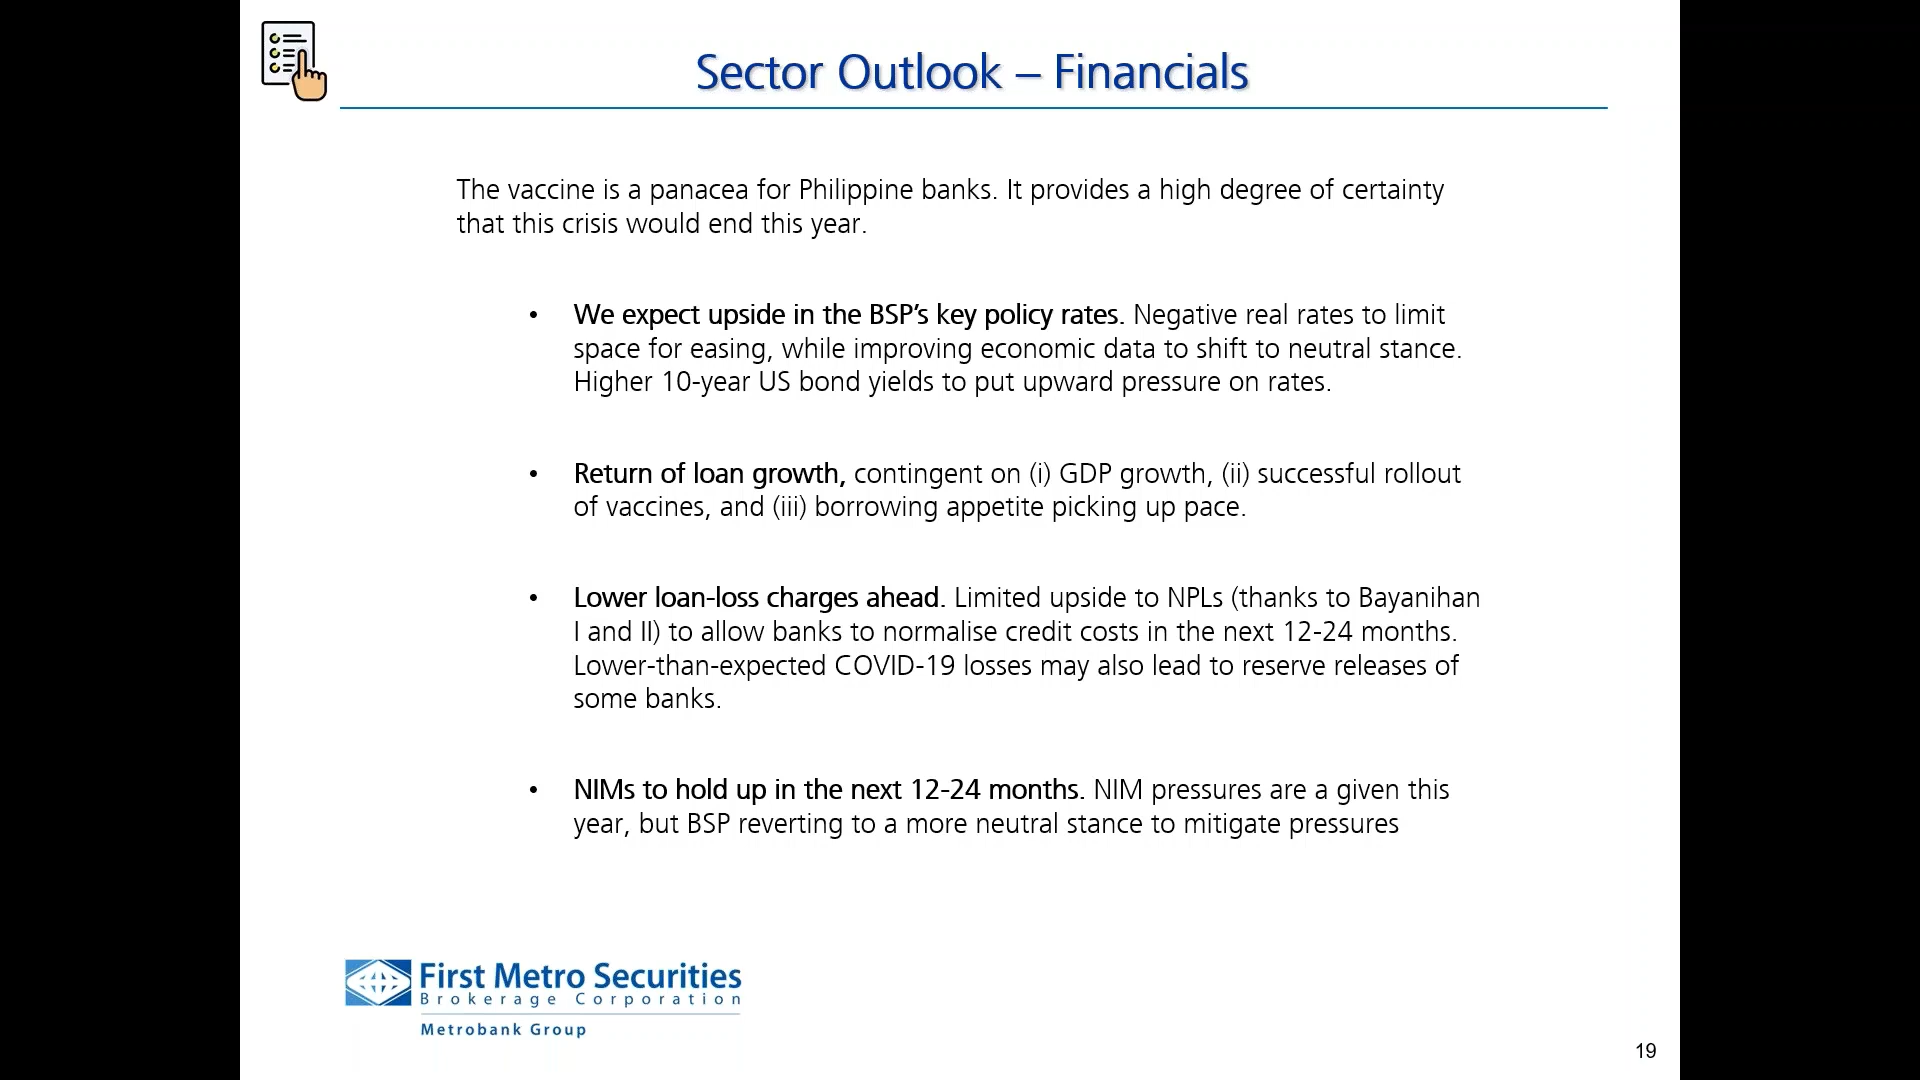 Sector Outlook – Financials
The vaccine is a panacea for Philippine banks. It provides a high degree of certainty
that this crisis would end this year.
• We expect upside in the BSP’s key policy rates. Negative real rates to limit
space for easing, while improving economic data to shift to neutral stance.
Higher 10-year US bond yields to put upward pressure on rates.
• Return of loan growth, contingent on (i) GDP growth, (ii) successful rollout
of vaccines, and (iii) borrowing appetite picking up pace.
• Lower loan-loss charges ahead. Limited upside to NPLs (thanks to Bayanihan
I and II) to allow banks to normalise credit costs in the next 12-24 months.
Lower-than-expected COVID-19 losses may also lead to reserve releases of
some banks.
• NIMs to hold up in the next 12-24 months. NIM pressures are a given this
year, but BSP reverting to a more neutral stance to mitigate pressures
First Metro Securities
Brokerage Corporation
Metrobank Group
19